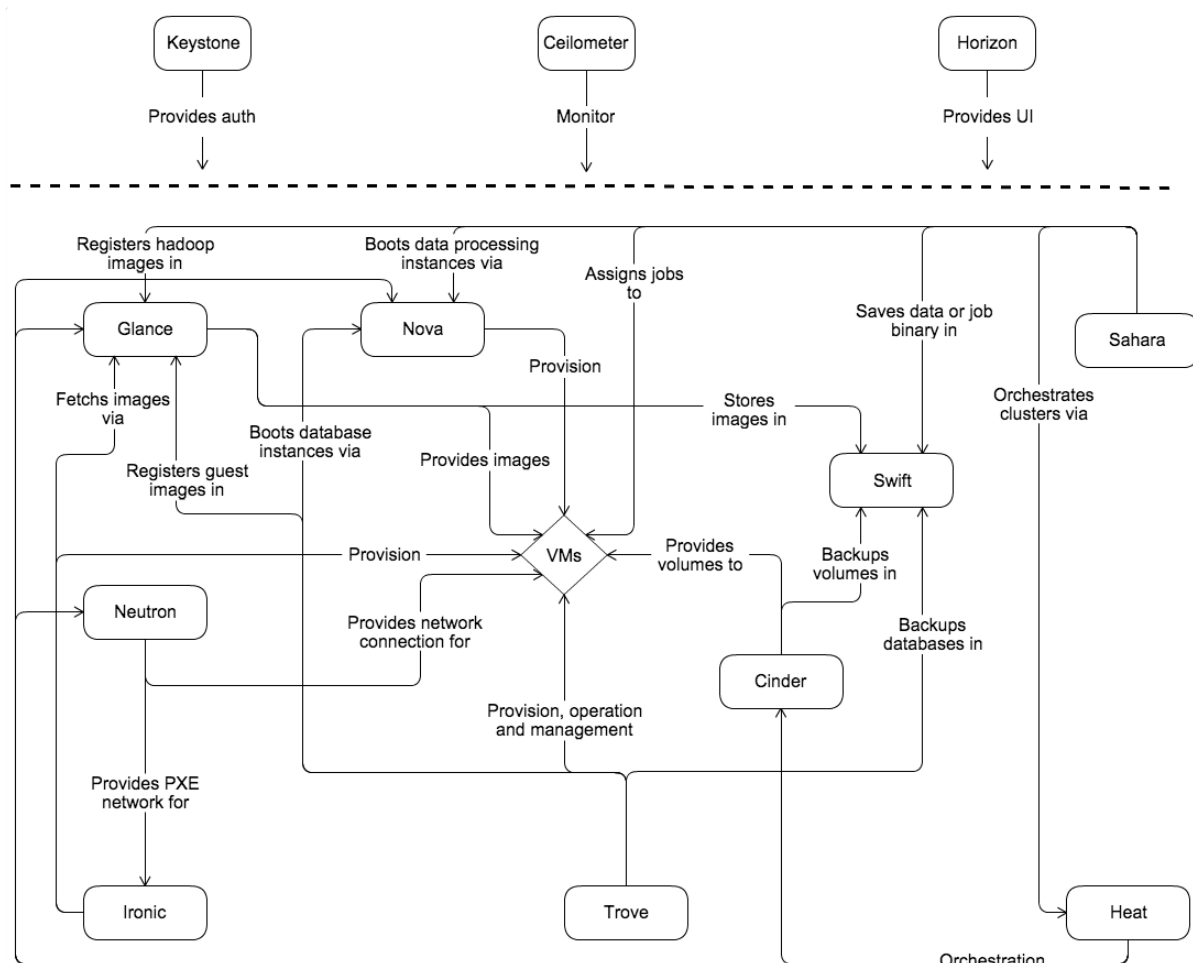 Keystone
Ceilometer
Horizon
Provides auth
Monitor
Provides UI
Registers hadoop
images in
Boots data processing
instances via
Assigns jobs
to
Saves data or job
binary in
Glance
Nova
Sahara
Provision
Fetchs images
via
Stores
images in
Orchestrates
clusters via
Boots database
instances via
Provides images
Registers guest
images in
Swift
Provision
VMs
Provides
volumes to
Backups
volumes in
Neutron
Provides network
connection for
Backups
databases in
Cinder
Provision, operation
and management
Provides PXE
network for
Ironic
Trove
Heat
Orchestration